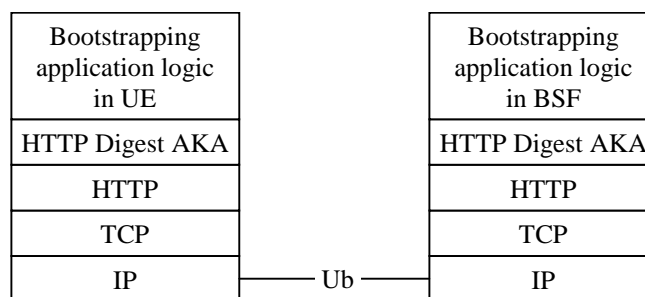 Bootstrapping
application logic
in UE
HTTP Digest AKA
HTTP
TCP
IP
Ub
Bootstrapping
application logic
in BSF
HTTP Digest AKA
HTTP
TCP
IP